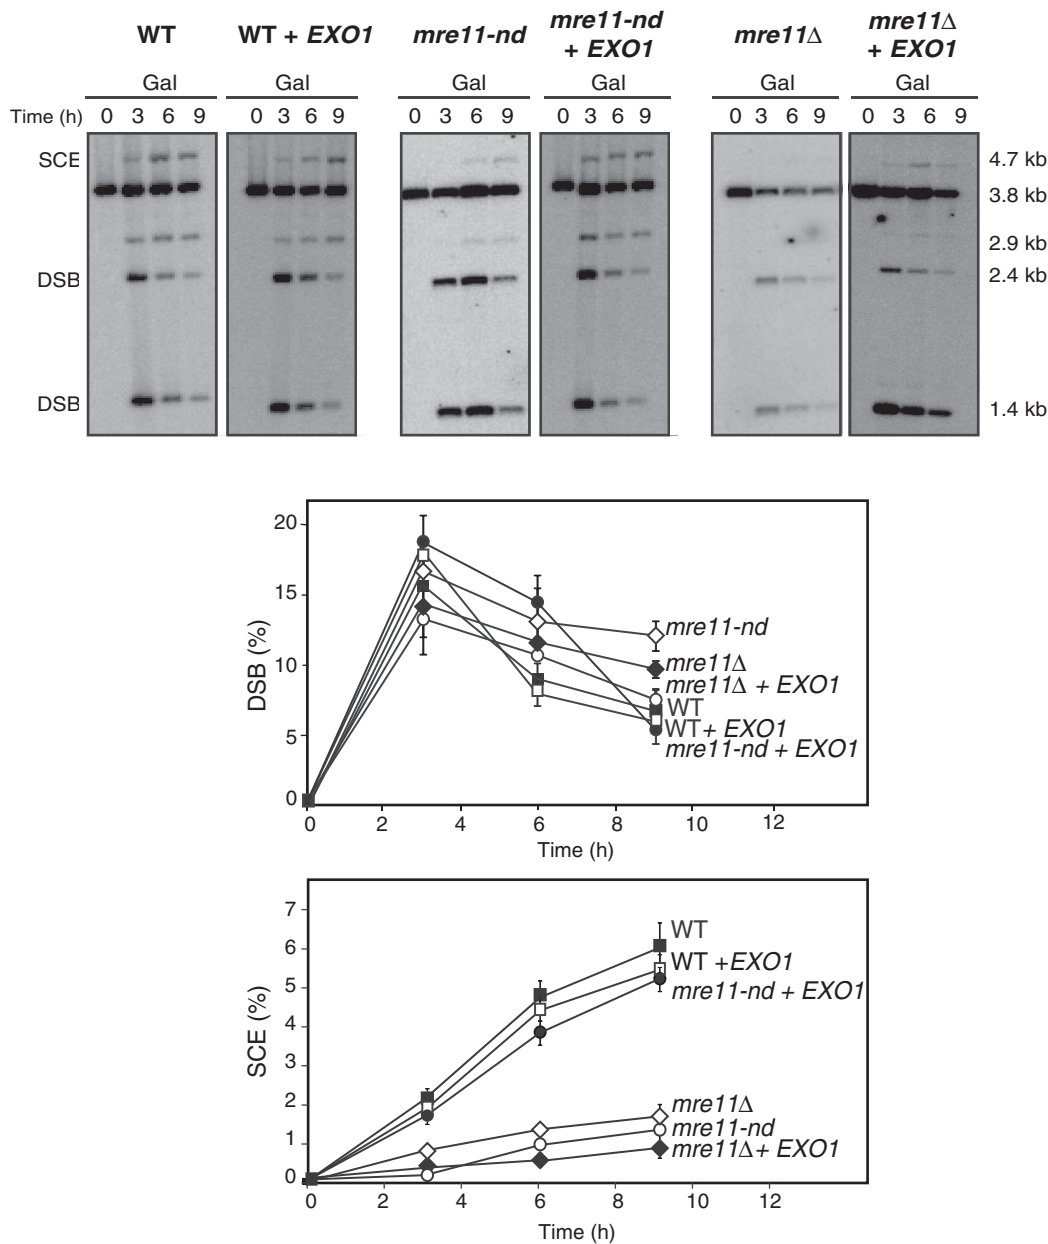 WT WT + EXO1 mre11-nd mre11-nd + EXO1 mre11Δ mre11Δ + EXO1
Gal Gal Gal Gal Gal Gal
Time (h) 0 3 6 9 0 3 6 9 0 3 6 9 0 3 6 9 0 3 6 9 0 3 6 9
SCE 4.7 kb
3.8 kb
2.9 kb
DSB 2.4 kb
DSB 1.4 kb
DSB (%)
20
15
10
5
0
mre11-nd
mre11Δ
mre11Δ + EXO1
WT
WT + EXO1
mre11-nd + EXO1
0 2 4 6 8 10 12
Time (h)
SCE (%)
7
6
5
4
3
2
1
0
WT
WT +EXO1
mre11-nd + EXO1
mre11Δ
mre11-nd
mre11Δ+ EXO1
0 2 4 6 8 10 12
Time (h)